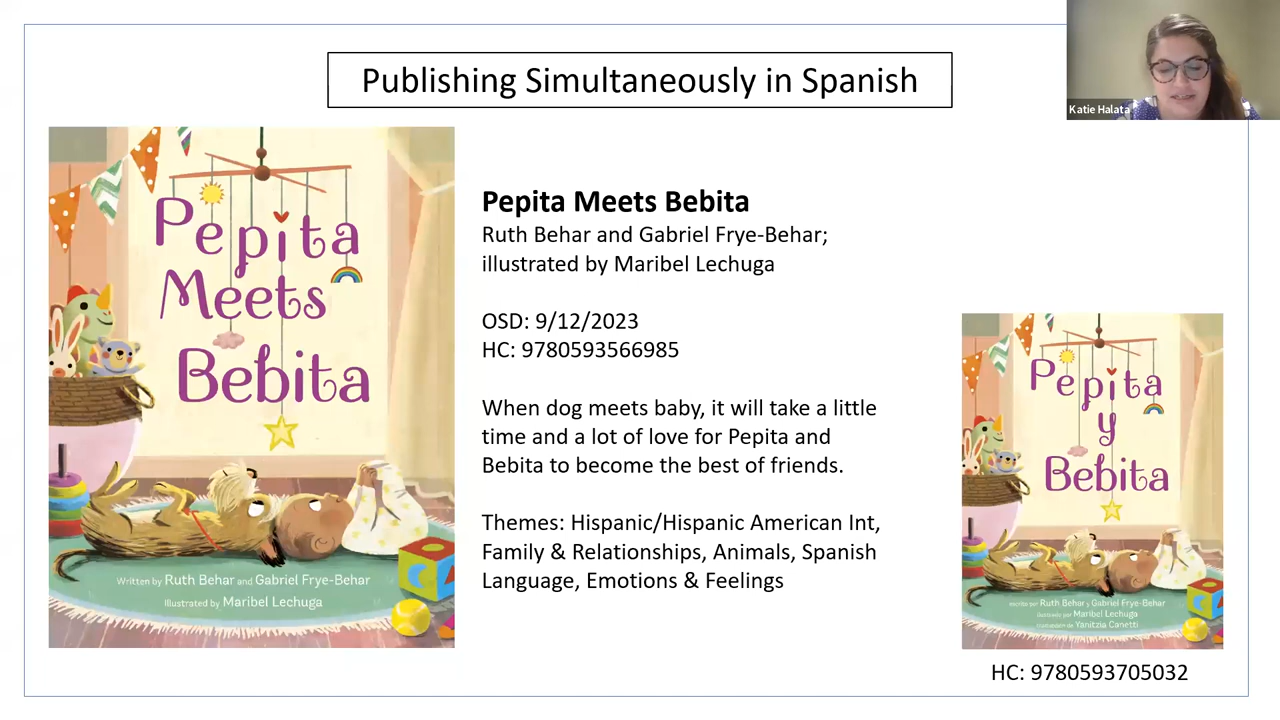 Publishing Simultaneously in Spanish
Katie Halata
Pepita
Meets
Bebita
Written by Ruth Behar and Gabriel Frye-Behar
Illustrated by Maribel Lechuga
Pepita Meets Bebita
Ruth Behar and Gabriel Frye-Behar;
illustrated by Maribel Lechuga
OSD: 9/12/2023
HC: 9780593566985
When dog meets baby, it will take a little
time and a lot of love for Pepita and
Bebita to become the best of friends.
Themes: Hispanic/Hispanic American Int,
Family & Relationships, Animals, Spanish
Language, Emotions & Feelings
Pepita
y
Bebita
escrito por Ruth Behar y Gabriel Frye-Behar
ilustrado por Maribel Lechuga
traducción de Yanitzia Canetti
HC: 9780593705032